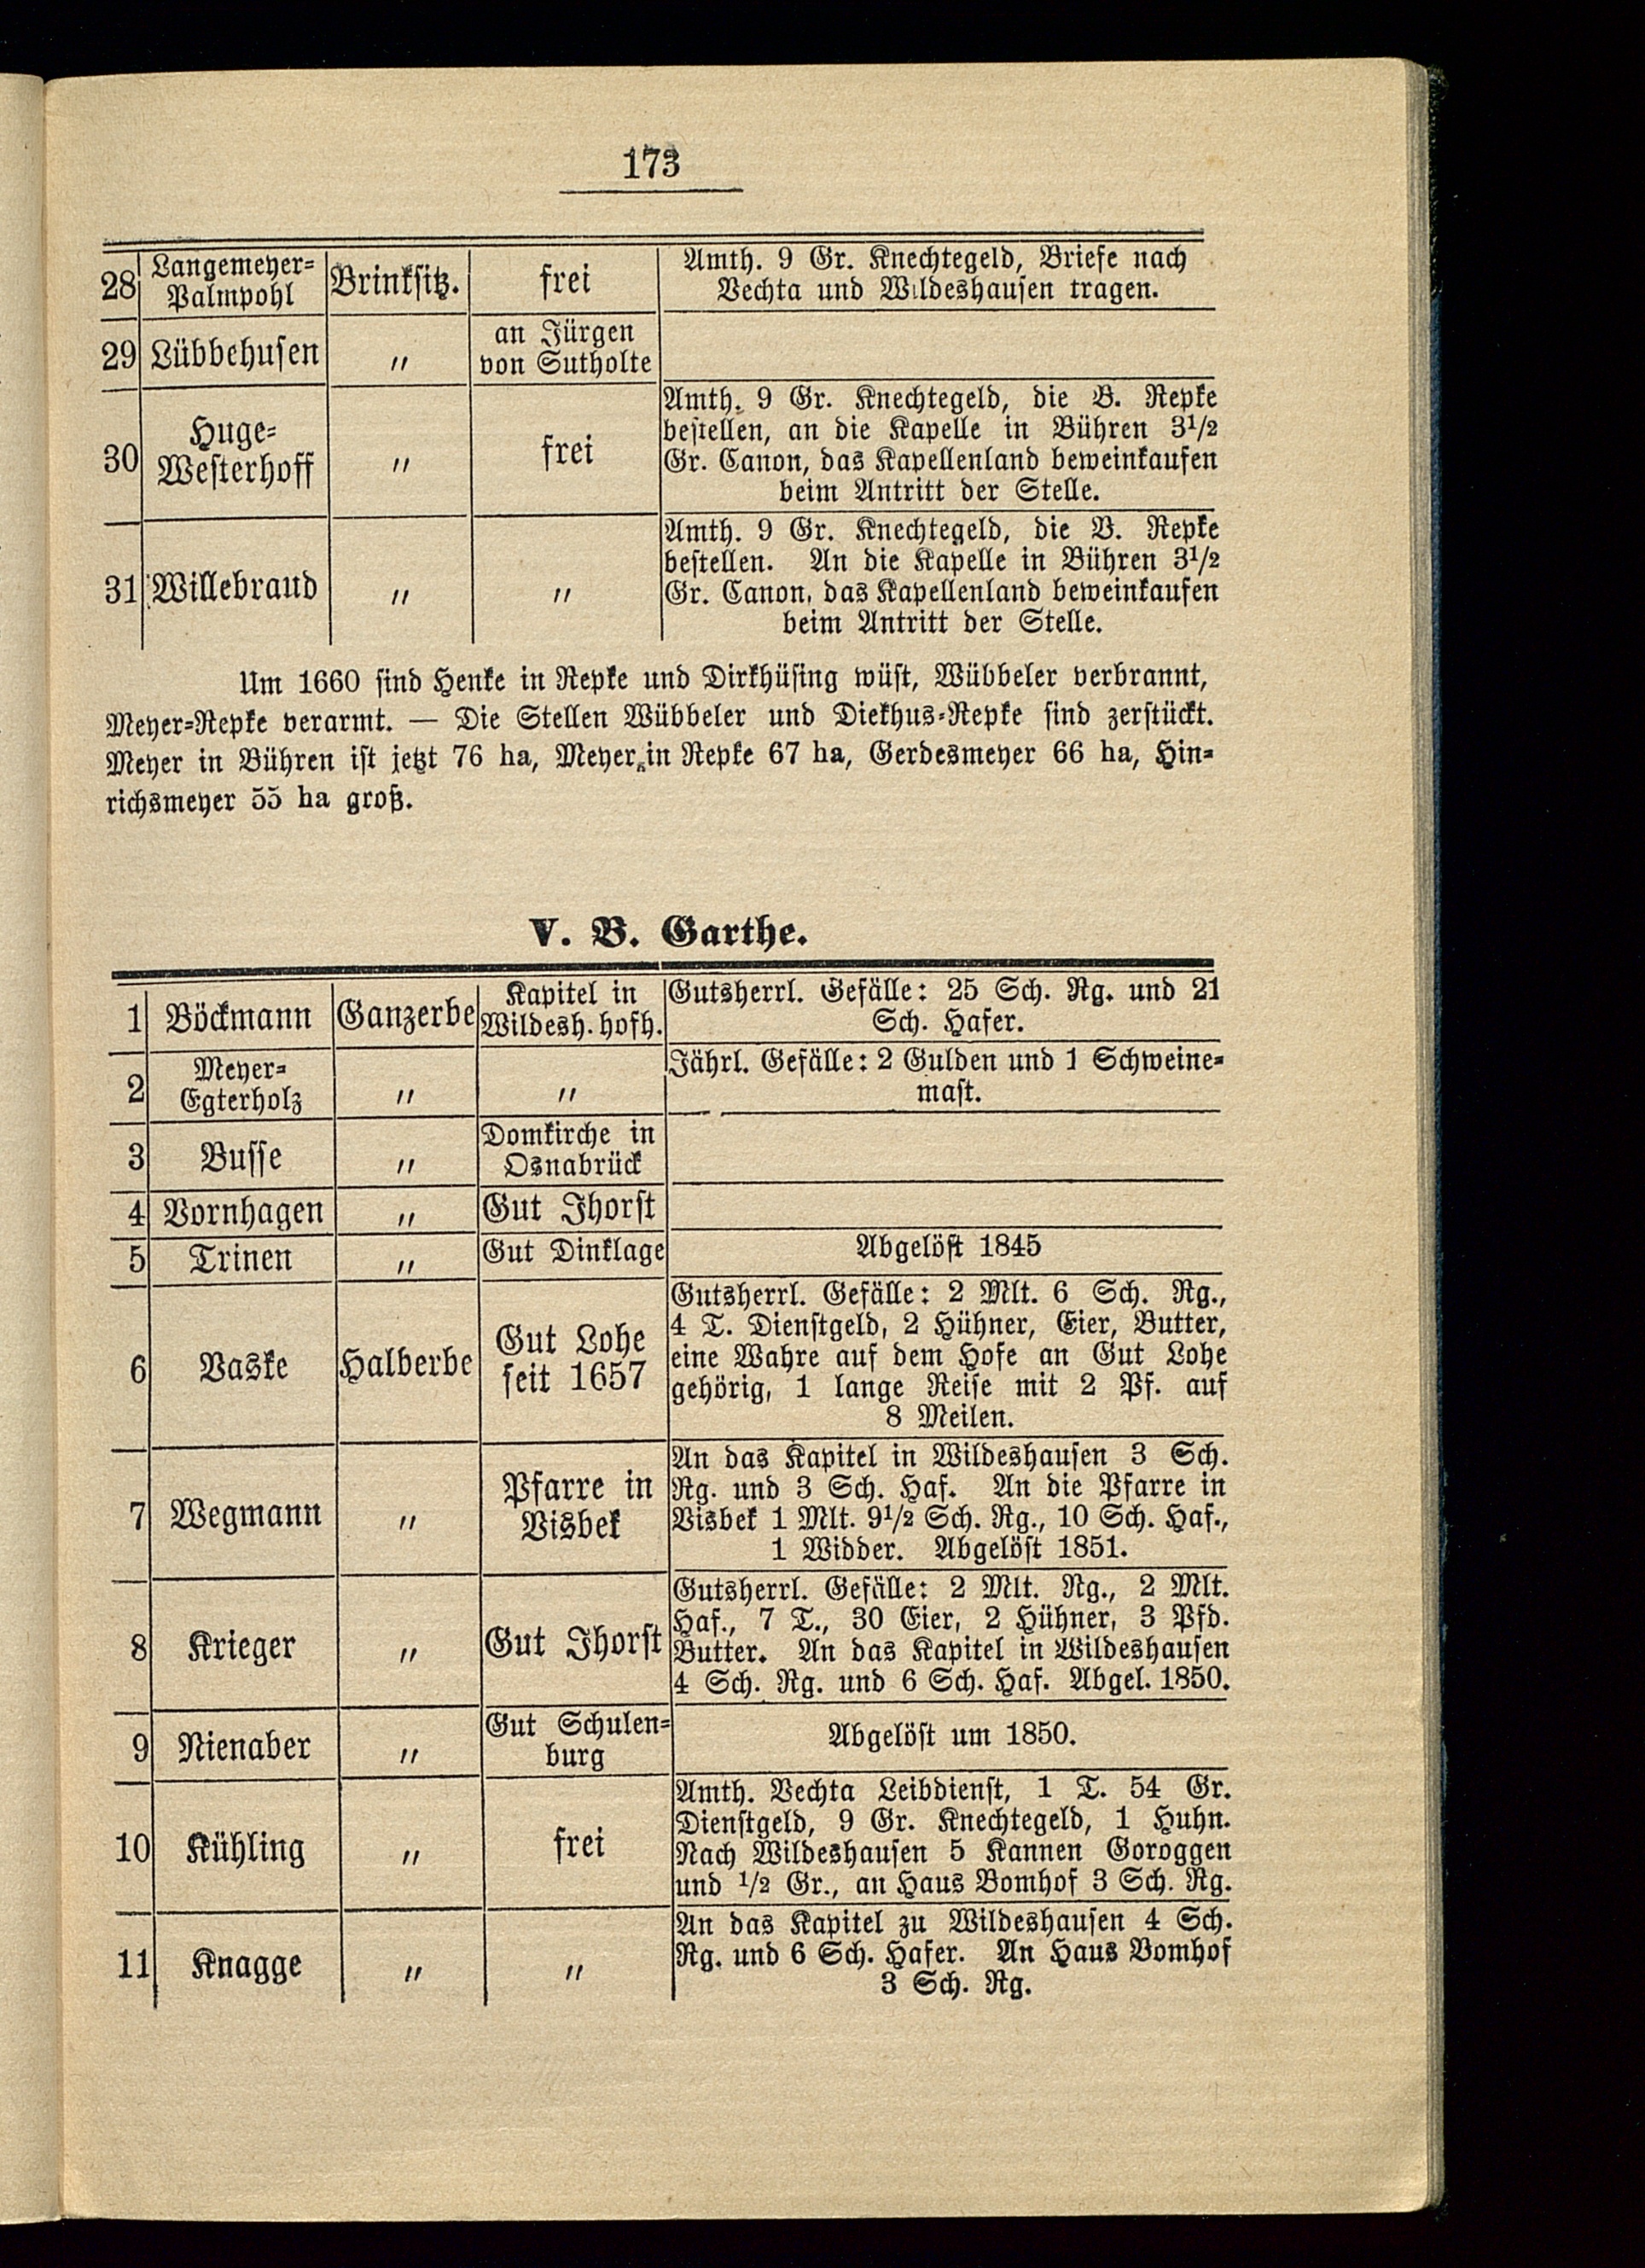 173
28 Langemeyer- Brinksitz. frei Amth. 9 Gr. Knechtegeld, Briefe nach
Palmpohl Vechta und Wildeshausen tragen.
29 Lübbehusen " an Jürgen
von Sutholte
30 Huge- " frei Amth. 9 Gr. Knechtegeld, die B. Repke
Westerhoff bestellen, an die Kapelle in Bühren 3½
Gr. Canon, das Kapellenland beweinkaufen
beim Antritt der Stelle.
31 Willebrand " " Amth. 9 Gr. Knechtegeld, die B. Repke
bestellen. An die Kapelle in Bühren 3½
Gr. Canon, das Kapellenland beweinkaufen
beim Antritt der Stelle.
Um 1660 sind Henke in Repke und Dirkhüsing wüst, Wübbeler verbrannt,
Meyer-Repke verarmt. — Die Stellen Wübbeler und Diekhus-Repke sind zerstückt.
Meyer in Bühren ist jetzt 76 ha, Meyer in Repke 67 ha, Gerdesmeyer 66 ha, Hin-
richsmeyer 55 ha groß.
V. B. Garthe.
1 Böckmann Ganzerbe Kapitel in Gutsherrl. Gefälle: 25 Sch. Rg. und 21
Wildesh. hofh. Sch. Hafer.
2 Meyer- " " Jährl. Gefälle: 2 Gulden und 1 Schweine-
Egterholz mast.
3 Busse " Domkirche in
Osnabrück
4 Vornhagen " Gut Ihorst
5 Trinen " Gut Dinklage Abgelöst 1845
6 Vaske Halberbe Gut Lohe Gutsherrl. Gefälle: 2 Mlt. 6 Sch. Rg.,
seit 1657 4 T. Dienstgeld, 2 Hühner, Eier, Butter,
eine Wahre auf dem Hofe an Gut Lohe
gehörig, 1 lange Reise mit 2 Pf. auf
8 Meilen.
7 Wegmann " Pfarre in An das Kapitel in Wildeshausen 3 Sch.
Visbek Rg. und 3 Sch. Haf. An die Pfarre in
Visbek 1 Mlt. 9½ Sch. Rg., 10 Sch. Haf.,
1 Widder. Abgelöst 1851.
8 Krieger " Gut Ihorst Gutsherrl. Gefälle: 2 Mlt. Rg., 2 Mlt.
Haf., 7 T., 30 Eier, 2 Hühner, 3 Pfd.
Butter. An das Kapitel in Wildeshausen
4 Sch. Rg. und 6 Sch. Haf. Abgel. 1850.
9 Nienaber " Gut Schulen- Abgelöst um 1850.
burg
10 Kühling " frei Amth. Vechta Leibdienst, 1 T. 54 Gr.
Dienstgeld, 9 Gr. Knechtegeld, 1 Huhn.
Nach Wildeshausen 5 Kannen Goroggen
und ½ Gr., an Haus Bomhof 3 Sch. Rg.
11 Knagge " " An das Kapitel zu Wildeshausen 4 Sch.
Rg. und 6 Sch. Hafer. An Haus Bomhof
3 Sch. Rg.